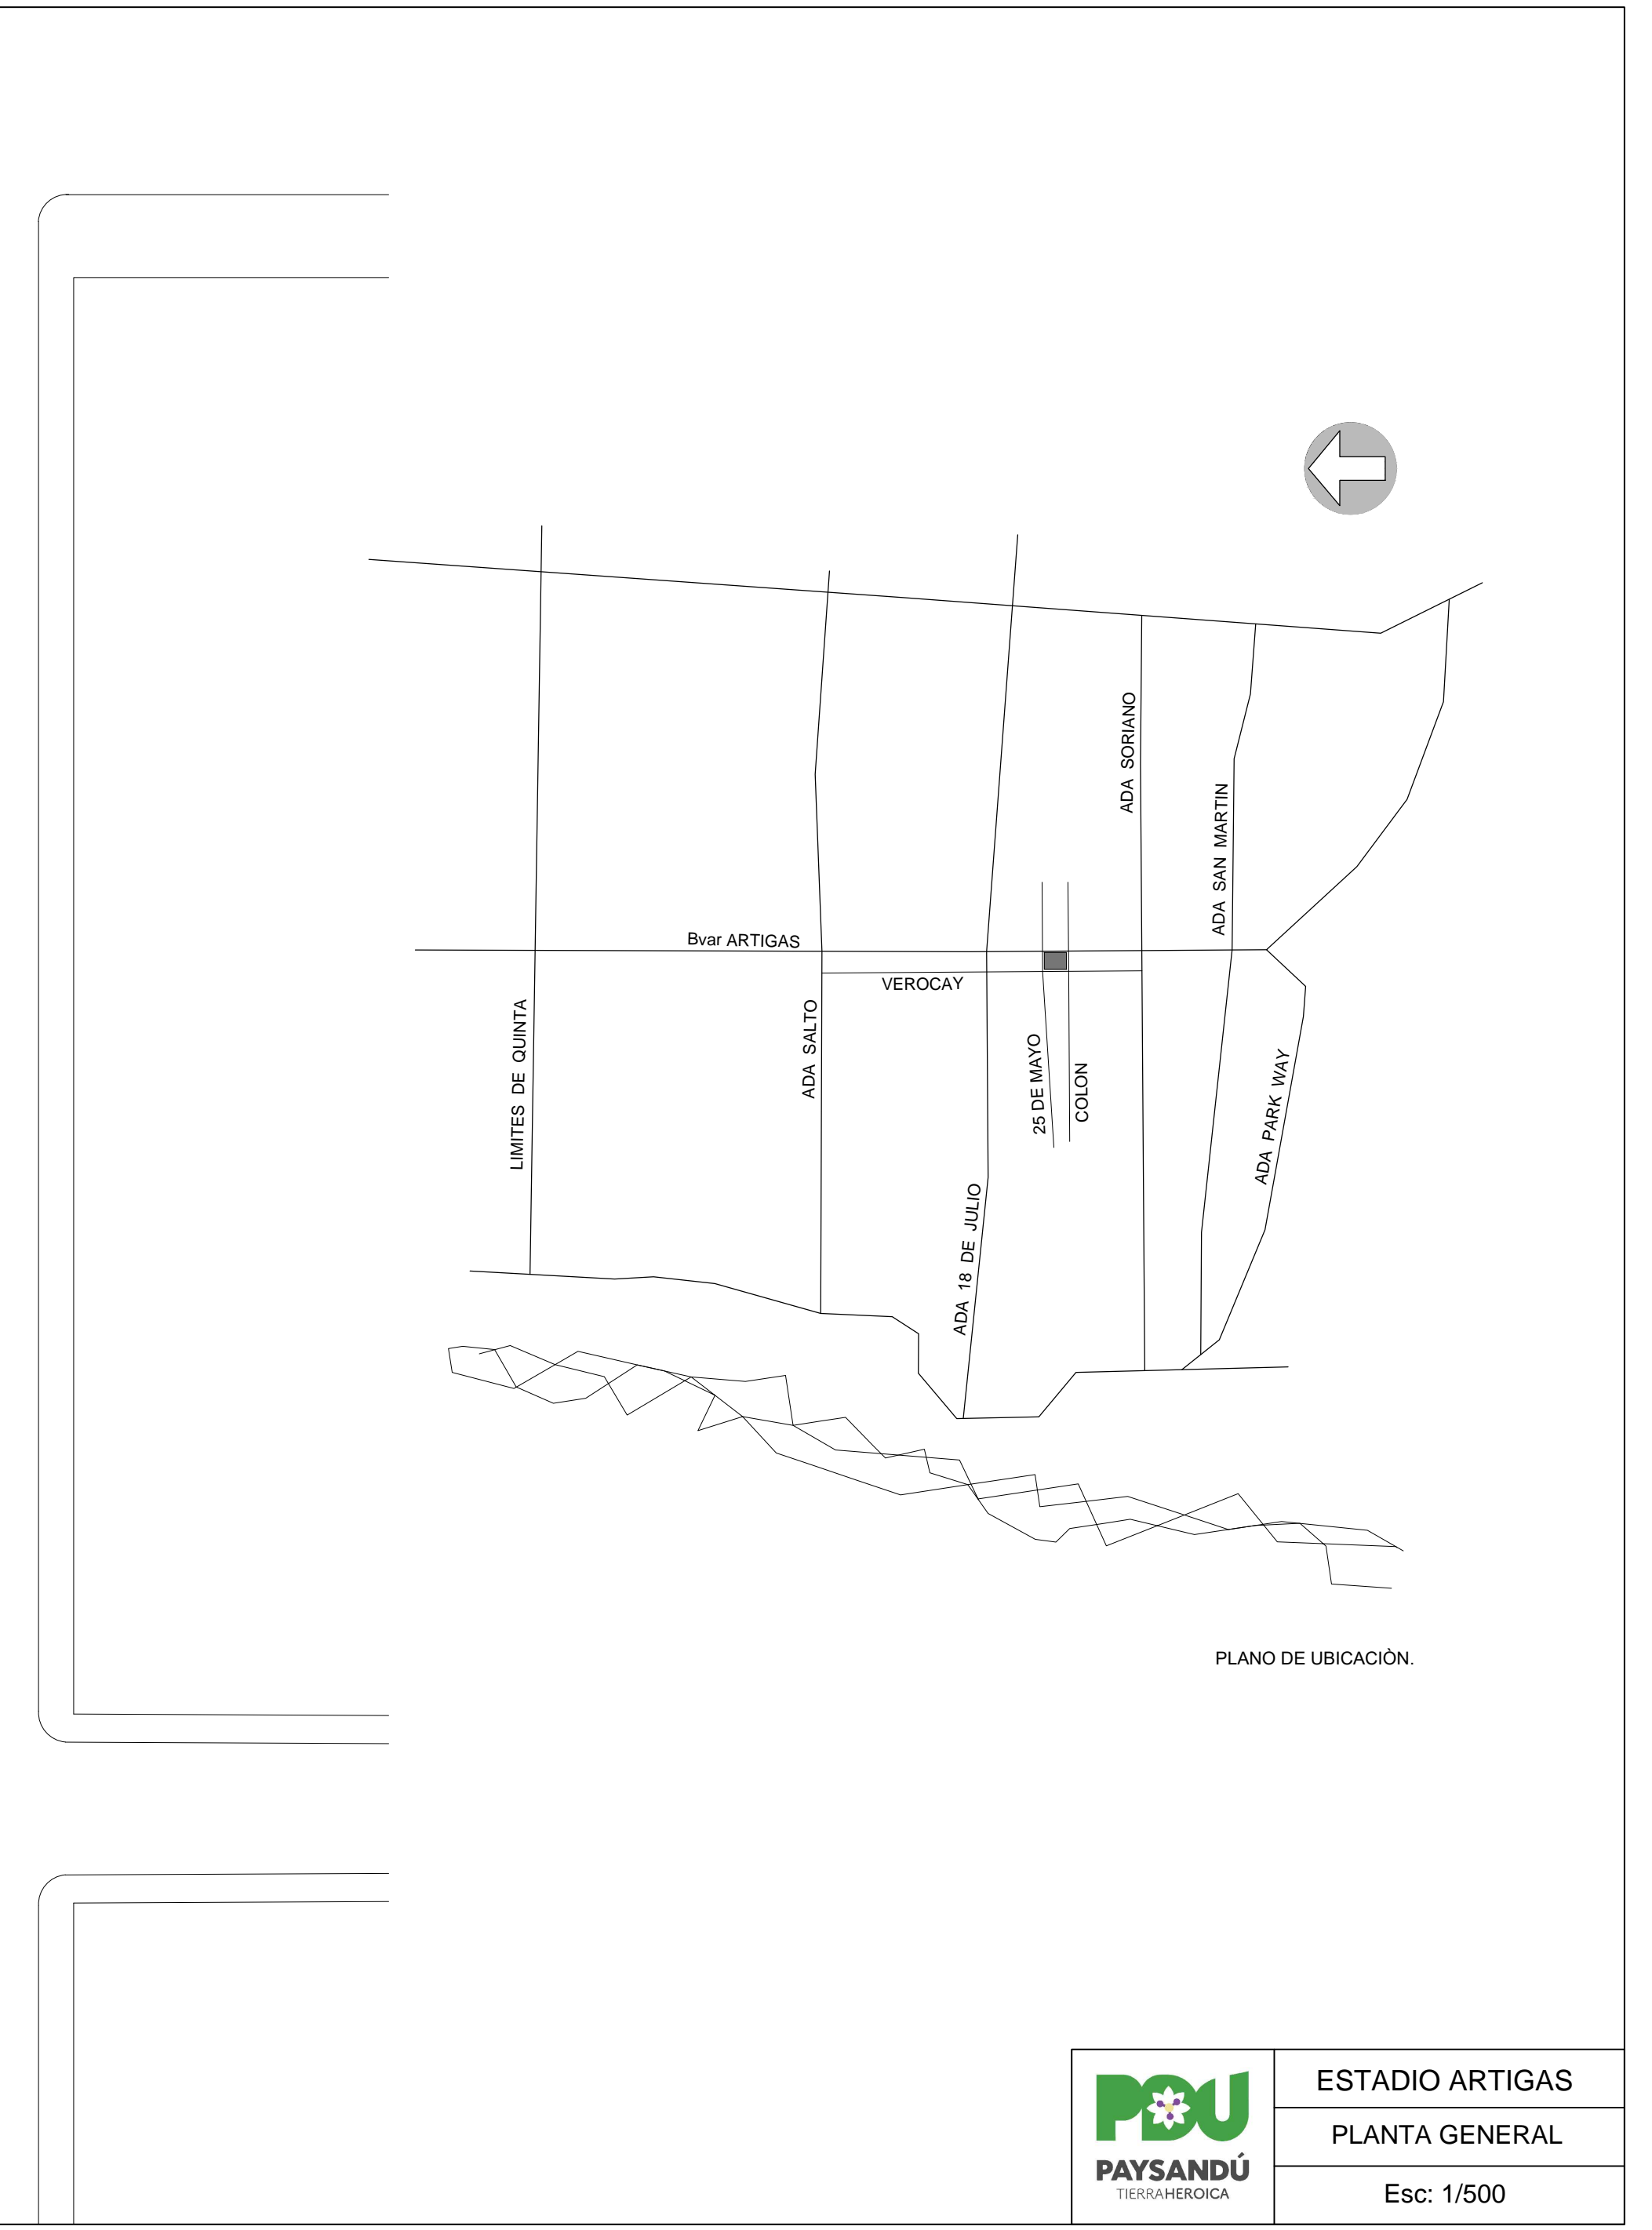 ADA  SORIANO
ADA  SAN  MARTIN
Bvar ARTIGAS
VEROCAY
LIMITES  DE  QUINTA
ADA  SALTO
25 DE MAYO
COLON
ADA  PARK  WAY
ADA  18  DE  JULIO
PLANO DE UBICACIÒN.
PDU
PAYSANDÚ
TIERRAHEROICA
ESTADIO ARTIGAS
PLANTA GENERAL
Esc: 1/500